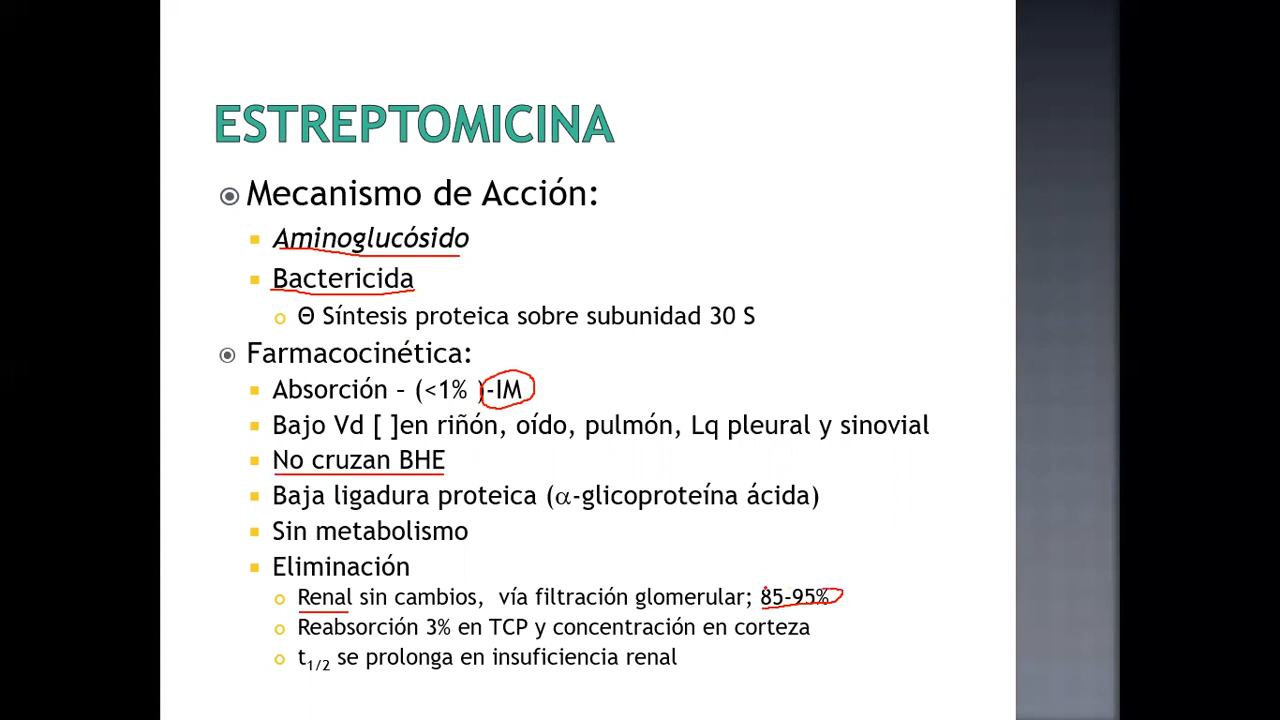 ESTREPTOMICINA
Mecanismo de Acción:
Aminoglucósido
Bactericida
Θ Síntesis proteica sobre subunidad 30 S
Farmacocinética:
Absorción – (<1% )-IM
Bajo Vd [ ]en riñón, oído, pulmón, Lq pleural y sinovial
No cruzan BHE
Baja ligadura proteica (α-glicoproteína ácida)
Sin metabolismo
Eliminación
Renal sin cambios, vía filtración glomerular; 85-95%
Reabsorción 3% en TCP y concentración en corteza
t1/2 se prolonga en insuficiencia renal